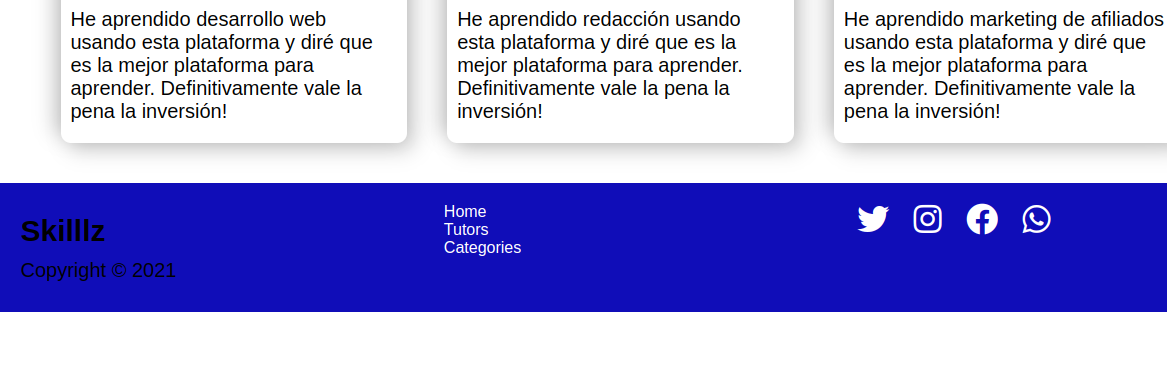 He aprendido desarrollo web
usando esta plataforma y diré que
es la mejor plataforma para
aprender. Definitivamente vale la
pena la inversión!
He aprendido redacción usando
esta plataforma y diré que es la
mejor plataforma para aprender.
Definitivamente vale la pena la
inversión!
He aprendido marketing de afiliados
usando esta plataforma y diré que
es la mejor plataforma para
aprender. Definitivamente vale la
pena la inversión!
Skilllz
Copyright © 2021
Home
Tutors
Categories